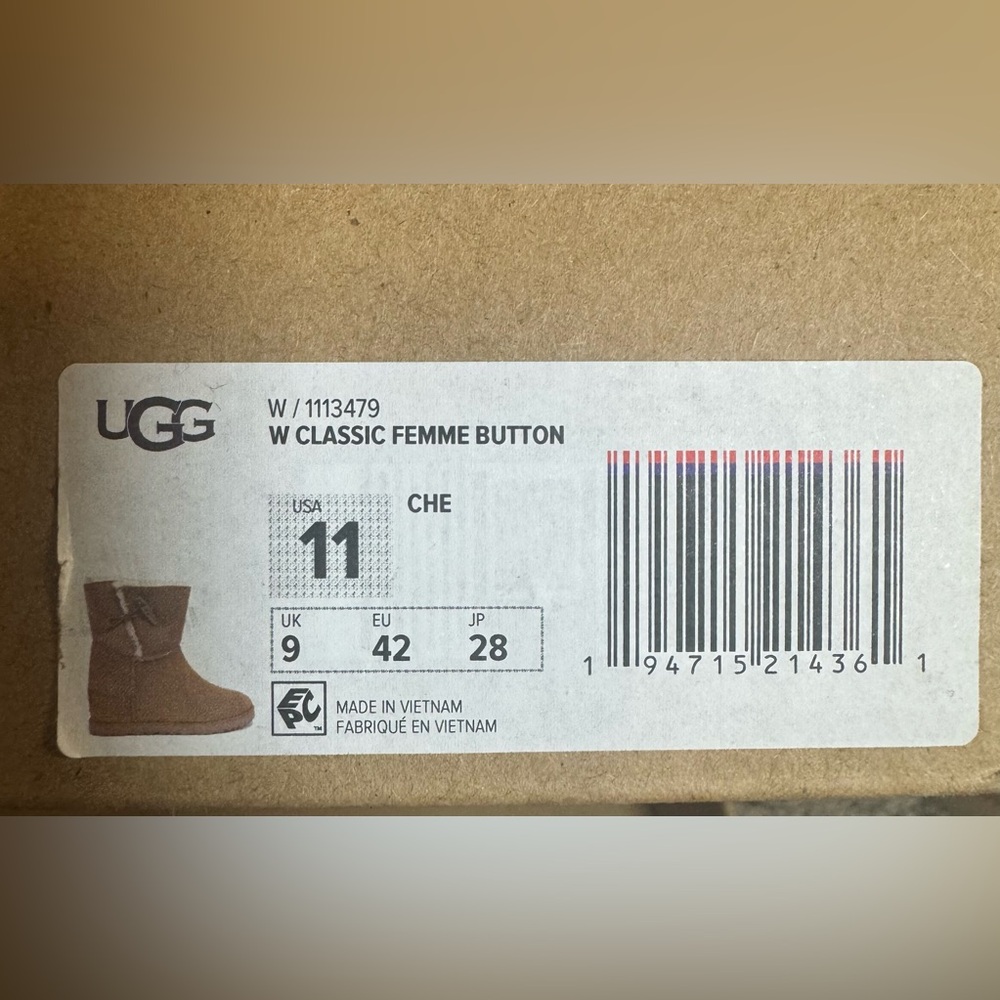 UGG
W / 1113479
W CLASSIC FEMME BUTTON
USA
11
CHE
UK EU JP
9 42 28
EPC™
MADE IN VIETNAM
FABRIQUÉ EN VIETNAM
1 94715 21436 1